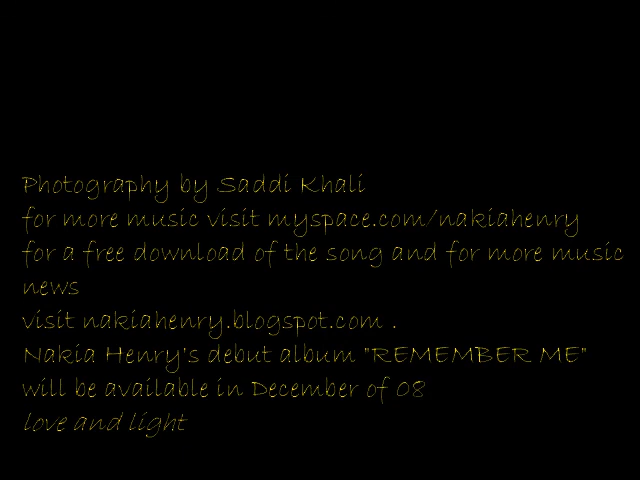 Photography by Saddi Khali
for more music visit myspace.com/nakiahenry
for a free download of the song and for more music
news
visit nakiahenry.blogspot.com .
Nakia Henry's debut album "REMEMBER ME"
will be available in December of 08
love and light